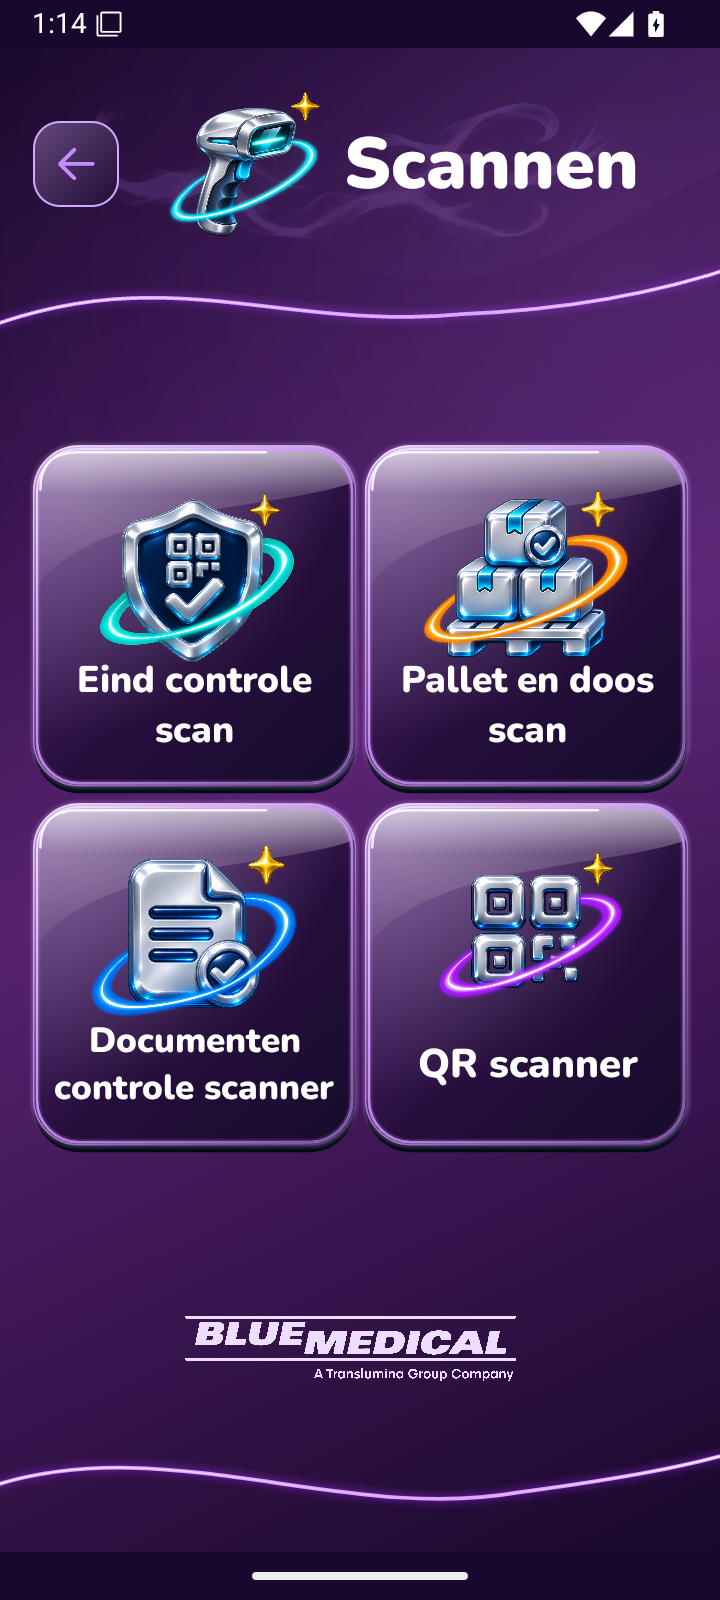 1:14
Scannen
Eind controle
scan
Pallet en doos
scan
Documenten
controle scanner
QR scanner
BLUEMEDICAL
A Translumina Group Company